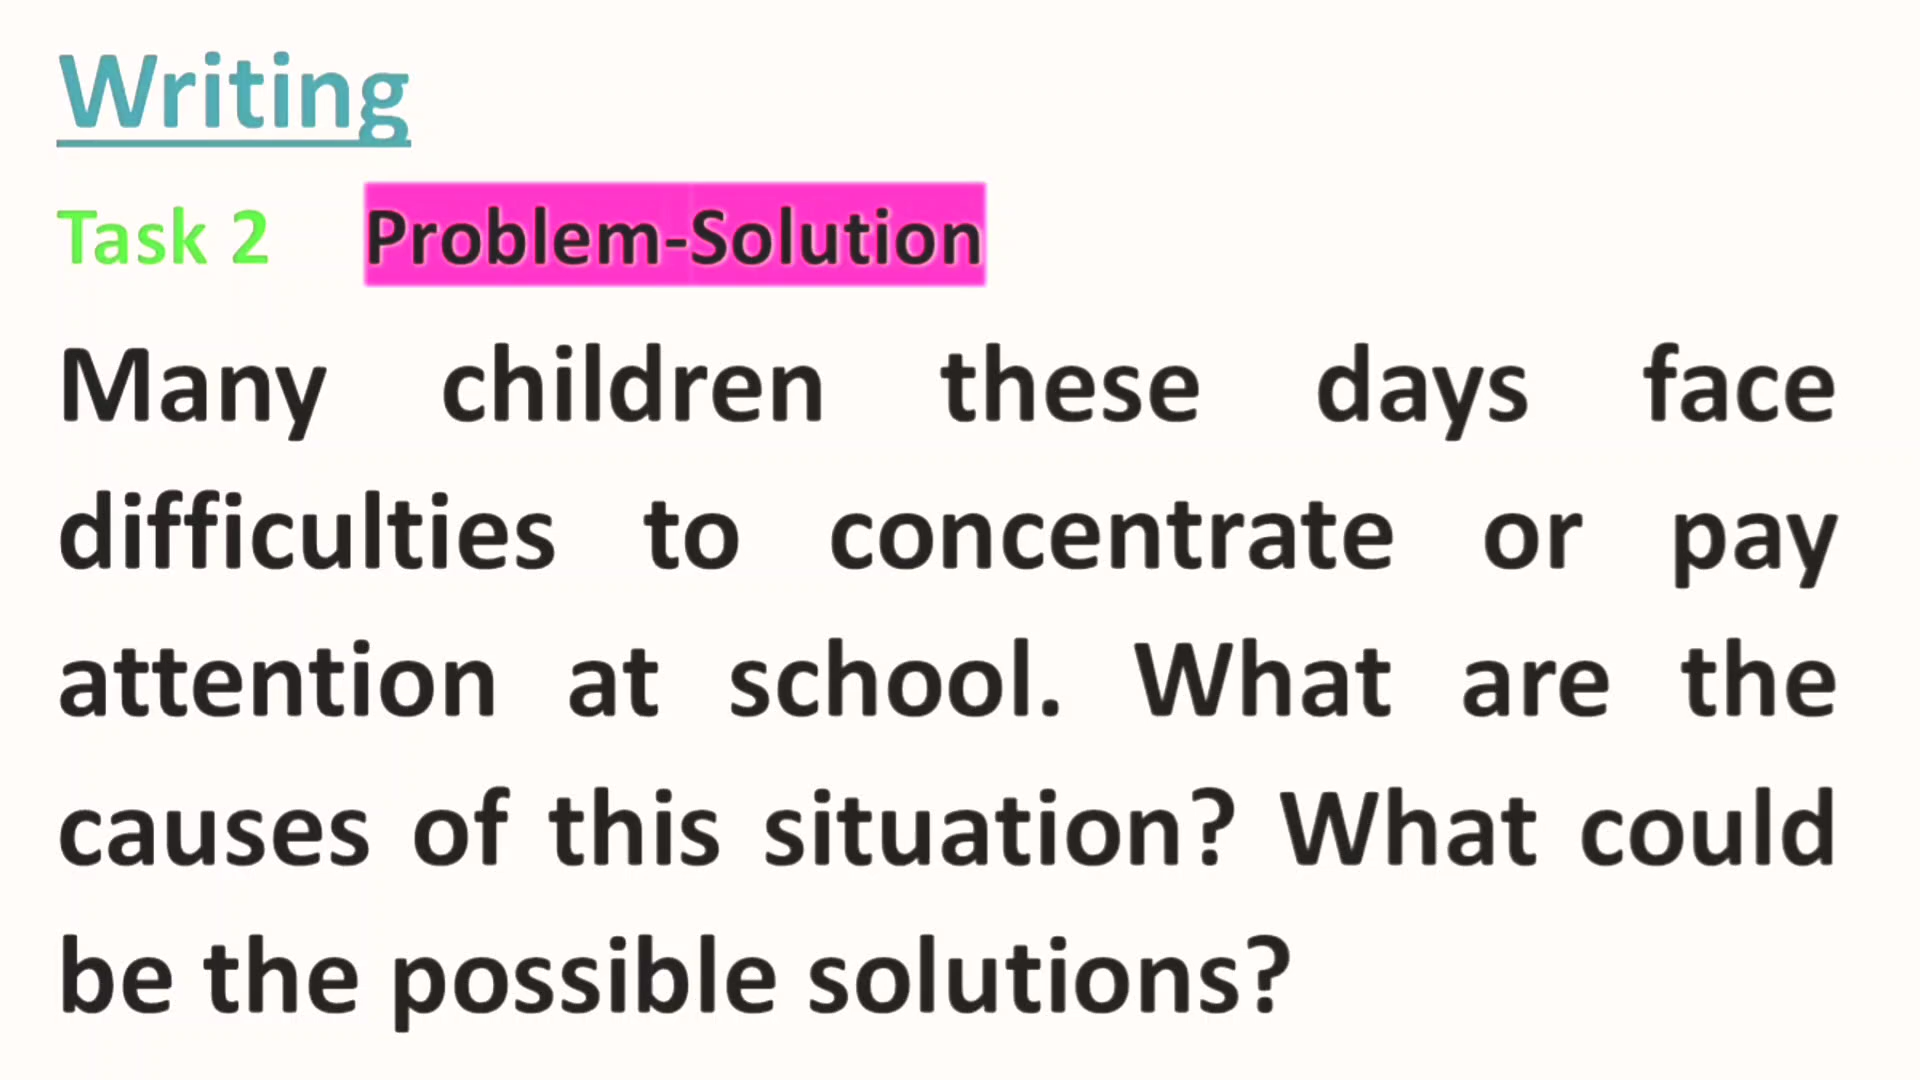 Writing
Task 2 Problem-Solution
Many children these days face
difficulties to concentrate or pay
attention at school. What are the
causes of this situation? What could
be the possible solutions?